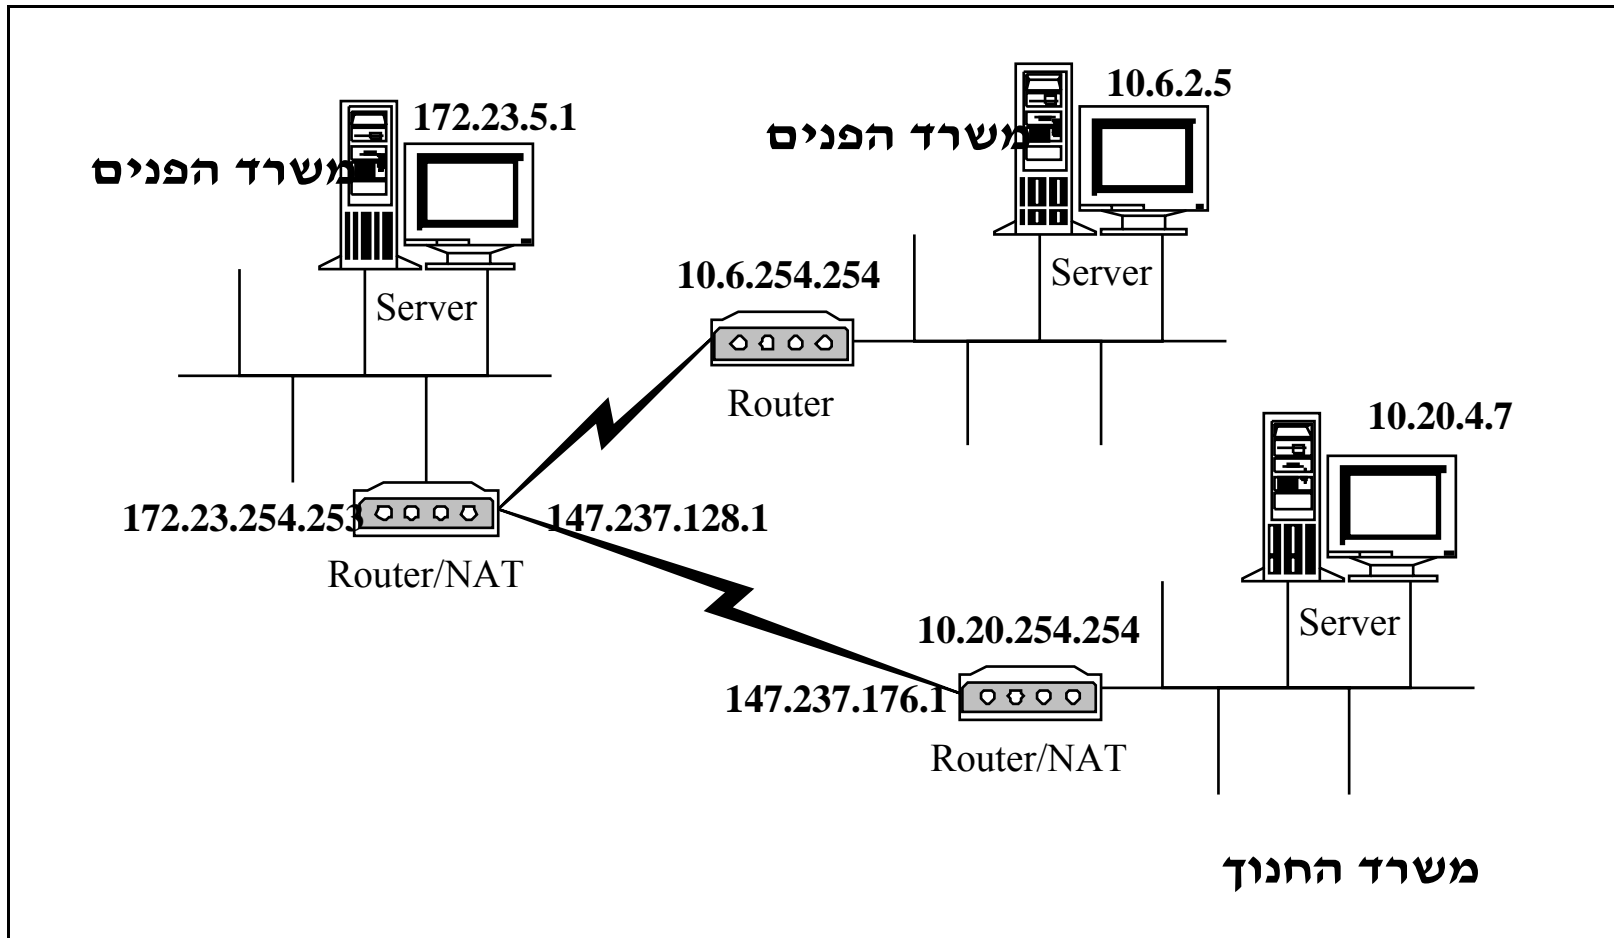 10.6.2.5
172.23.5.1
משרד הפנים
משרד הפנים
10.6.254.254
Server
Server
Router
10.20.4.7
172.23.254.253
147.237.128.1
Router/NAT
10.20.254.254
Server
147.237.176.1
Router/NAT
משרד החנוך